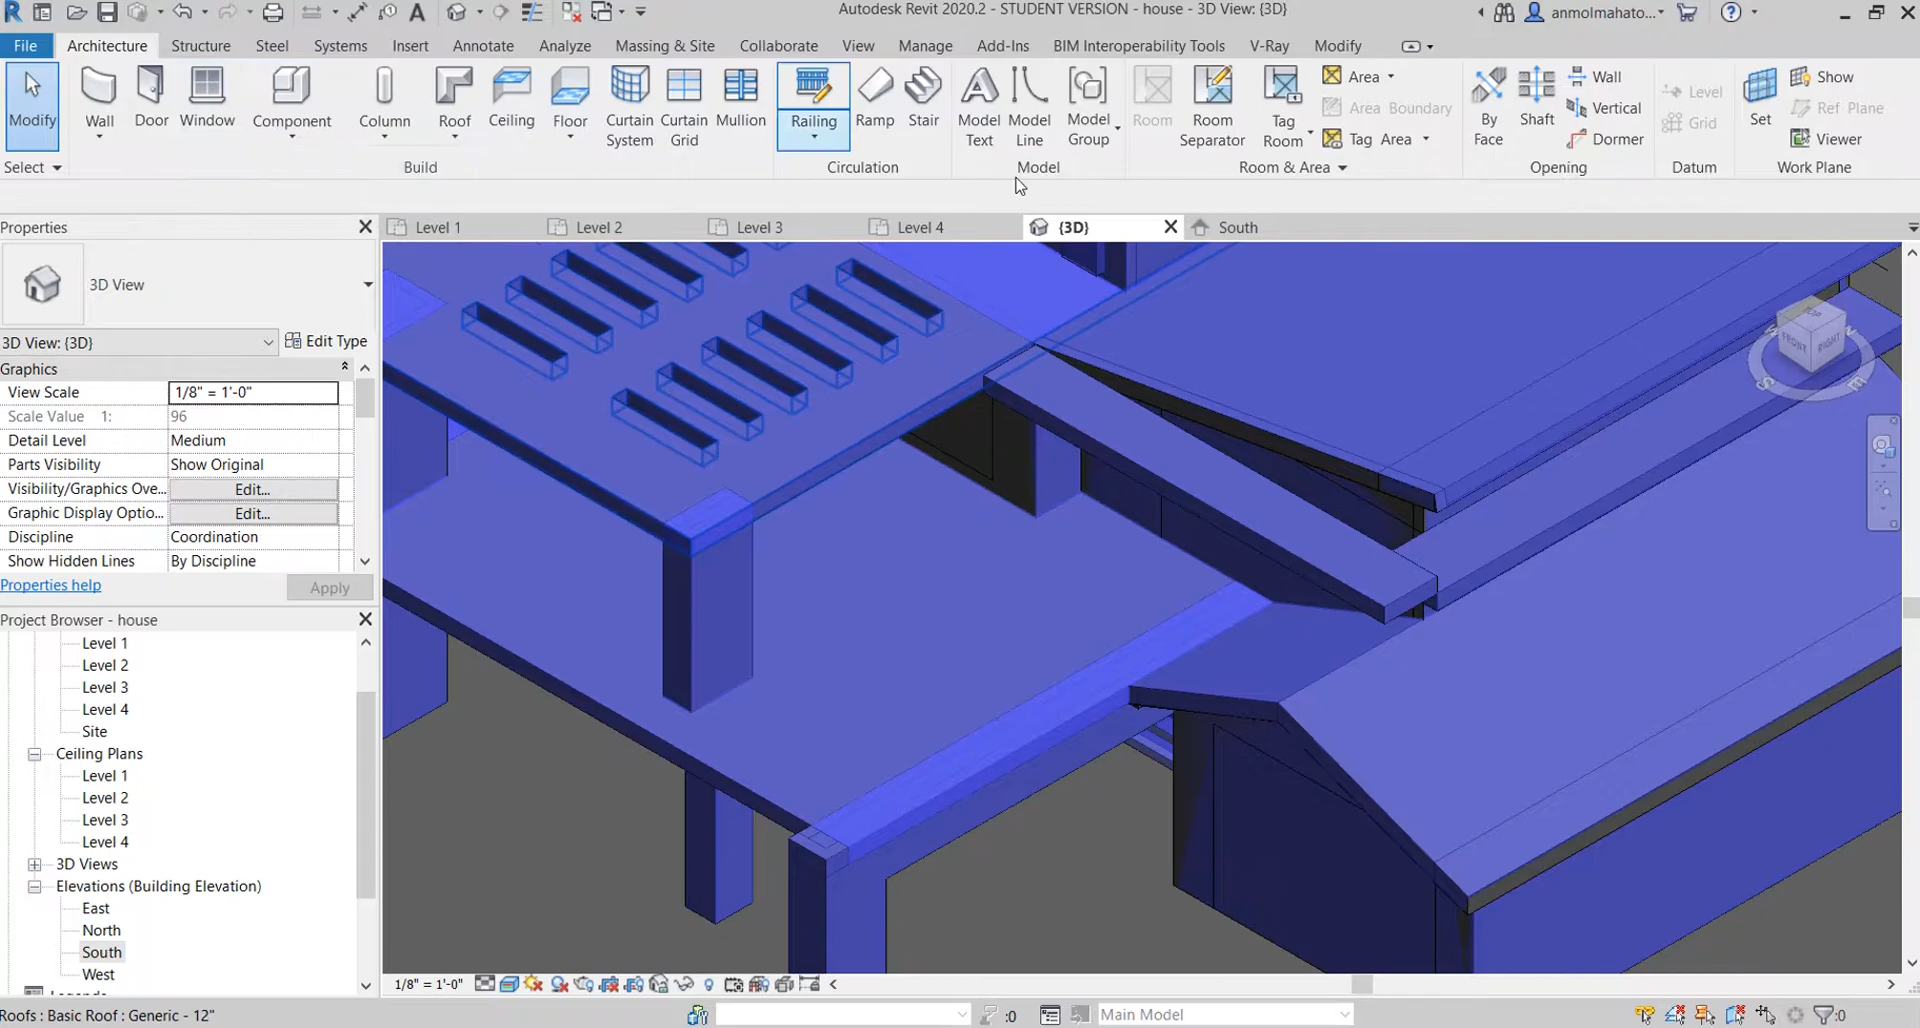 Autodesk Revit 2020.2 - STUDENT VERSION - house - 3D View: {3D}
anmolmahato...
File Architecture Structure Steel Systems Insert Annotate Analyze Massing & Site Collaborate View Manage Add-Ins BIM Interoperability Tools V-Ray Modify
Modify Wall Door Window Component Column Roof Ceiling Floor Curtain System Curtain Grid Mullion Railing Ramp Stair Model Text Model Line Model Group Room Room Separator Tag Room Area Area Boundary Tag Area By Face Shaft Wall Vertical Dormer Level Grid Set Show Ref Plane Viewer
Select Build Circulation Model Room & Area Opening Datum Work Plane
Properties
Level 1 Level 2 Level 3 Level 4 {3D} South
3D View
3D View: {3D} Edit Type
Graphics
View Scale 1/8" = 1'-0"
Scale Value 1: 96
Detail Level Medium
Parts Visibility Show Original
Visibility/Graphics Ove... Edit...
Graphic Display Optio... Edit...
Discipline Coordination
Show Hidden Lines By Discipline
Properties help Apply
TOP
FRONT
RIGHT
S
E
Project Browser - house
Level 1
Level 2
Level 3
Level 4
Site
Ceiling Plans
Level 1
Level 2
Level 3
Level 4
3D Views
Elevations (Building Elevation)
East
North
South
West
1/8" = 1'-0"
Roofs : Basic Roof : Generic - 12"
:0
Main Model
:0